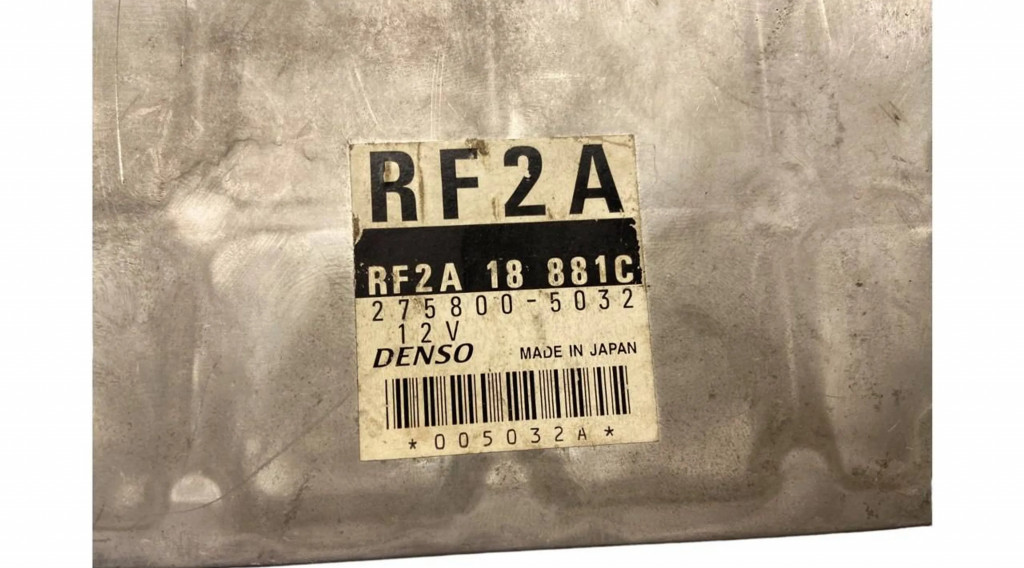 RF2A
RF2A 18 881C
275800-5032
12V
DENSO MADE IN JAPAN
*005032A*